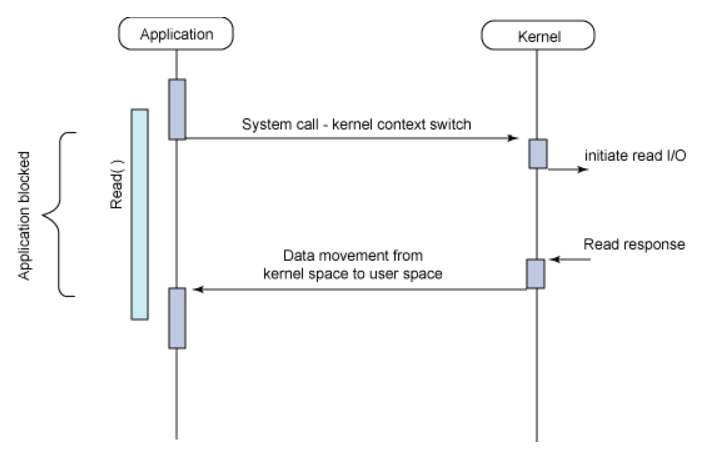 Application
Kernel
System call - kernel context switch
initiate read I/O
Read( )
Application blocked
Read response
Data movement from
kernel space to user space